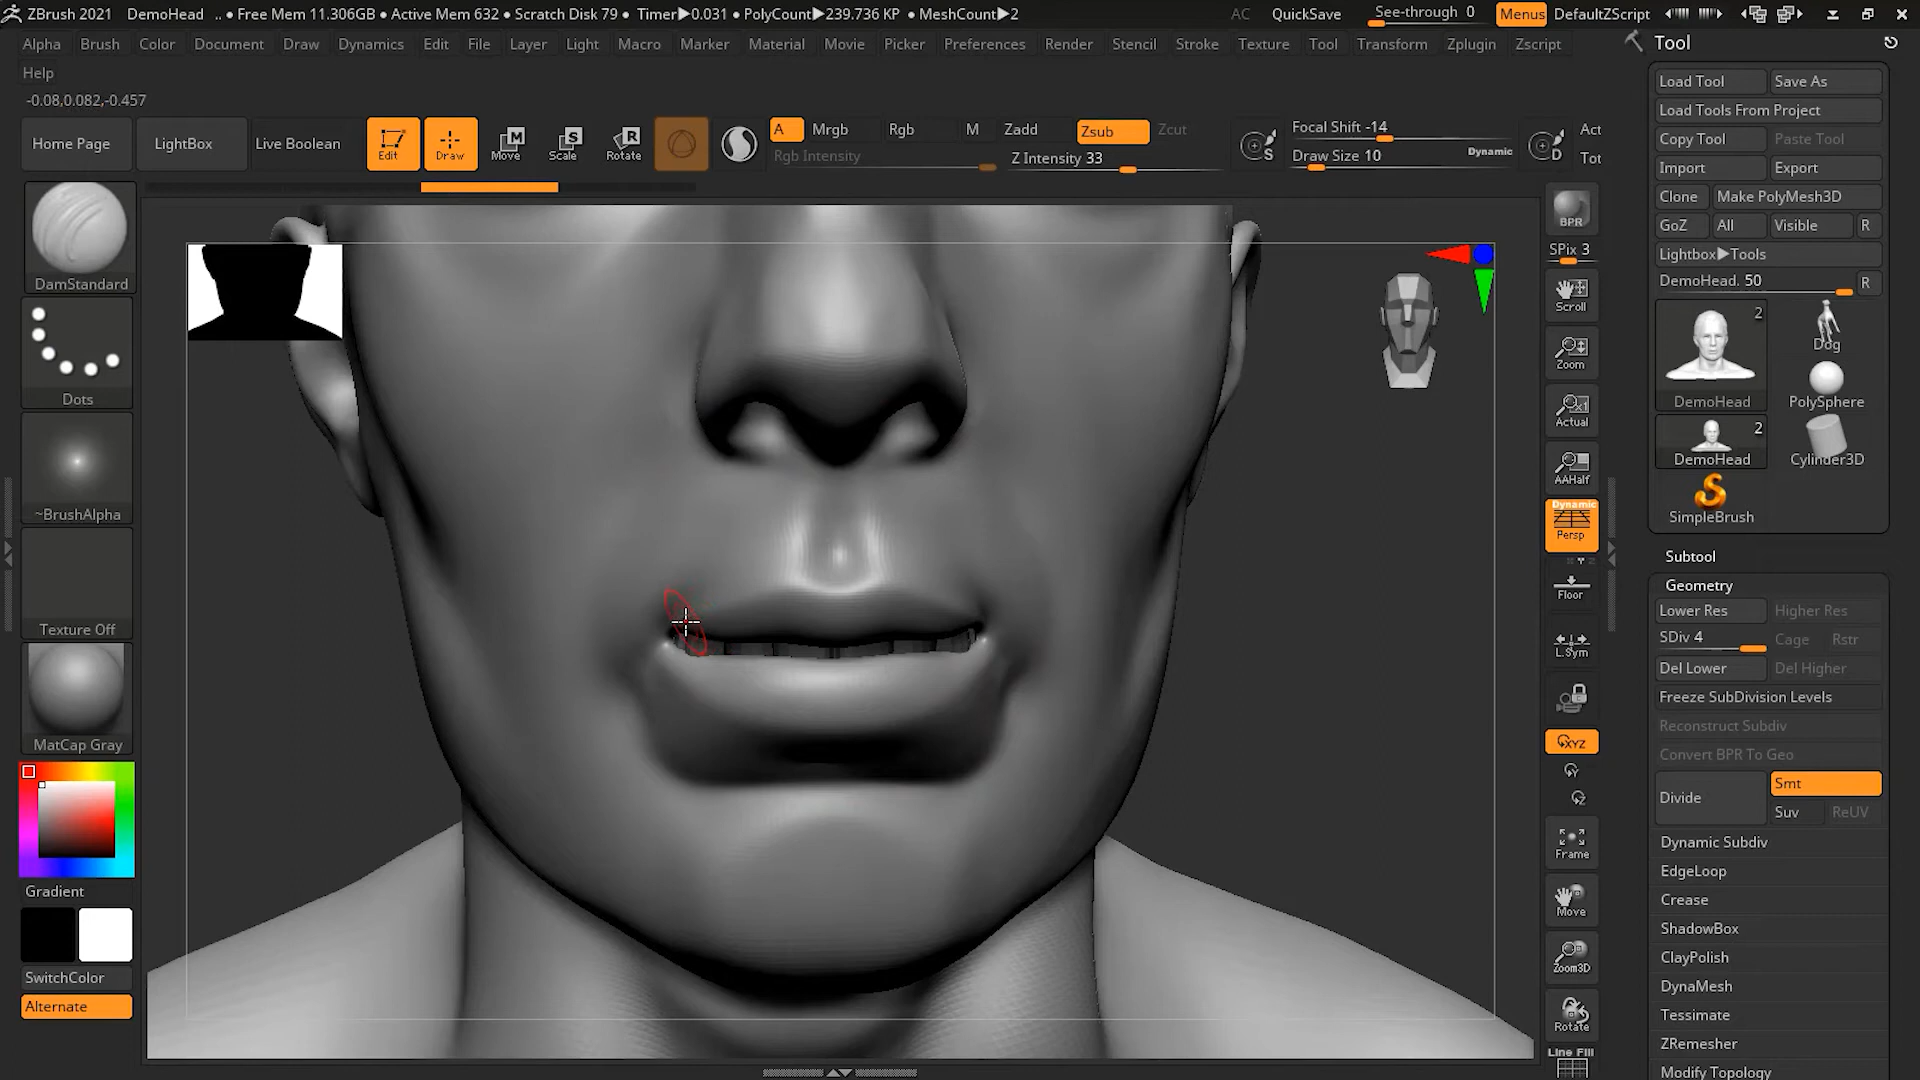 ZBrush 2021 DemoHead .. • Free Mem 11.306GB • Active Mem 632 • Scratch Disk 79 • Timer▶0.031 • PolyCount▶239.736 KP • MeshCount▶2 AC QuickSave See-through 0 Menus DefaultZScript
Alpha Brush Color Document Draw Dynamics Edit File Layer Light Macro Marker Material Movie Picker Preferences Render Stencil Stroke Texture Tool Transform Zplugin Zscript
Help
-0.08,0.082,-0.457
Home Page LightBox Live Boolean Edit Draw Move Scale Rotate A Mrgb Rgb M Zadd Zsub Zcut
Rgb Intensity Z Intensity 33
S Focal Shift -14
Draw Size 10 Dynamic D
Act
Tot
DamStandard
Dots
~BrushAlpha
Texture Off
MatCap Gray
Gradient
SwitchColor
Alternate
BPR
SPix 3
Scroll
Zoom
Actual
AAHalf
Dynamic
Persp
Floor
L.Sym
XYZ
Y
Z
Frame
Move
Zoom3D
Rotate
Line Fill
Tool
Load Tool Save As
Load Tools From Project
Copy Tool Paste Tool
Import Export
Clone Make PolyMesh3D
GoZ All Visible R
Lightbox▶Tools
DemoHead. 50 R
2
DemoHead
Dog
PolySphere
2
DemoHead
Cylinder3D
SimpleBrush
Subtool
Geometry
Lower Res Higher Res
SDiv 4 Cage Rstr
Del Lower Del Higher
Freeze SubDivision Levels
Reconstruct Subdiv
Convert BPR To Geo
Divide Smt
Suv ReUV
Dynamic Subdiv
EdgeLoop
Crease
ShadowBox
ClayPolish
DynaMesh
Tessimate
ZRemesher
Modify Topology